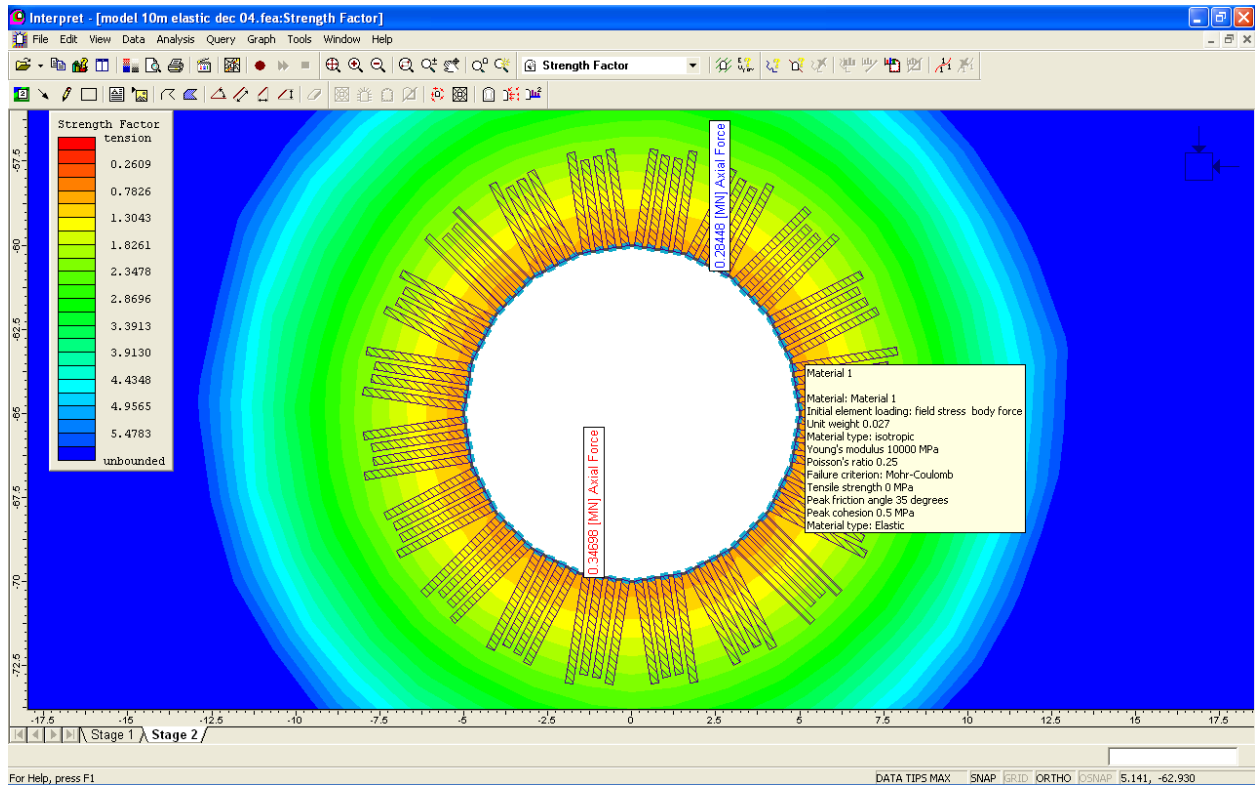 Interpret - [model 10m elastic dec 04.fea:Strength Factor]
File Edit View Data Analysis Query Graph Tools Window Help
Strength Factor
Strength Factor
tension
0.2609
0.7826
1.3043
1.8261
2.3478
2.8696
3.3913
3.9130
4.4348
4.9565
5.4783
unbounded
-57.5
-60
-62.5
-65
-67.5
-70
-72.5
0.28448 [MN] Axial Force
0.34698 [MN] Axial Force
Material 1
Material: Material 1
Initial element loading: field stress body force
Unit weight 0.027
Material type: isotropic
Young's modulus 10000 MPa
Poisson's ratio 0.25
Failure criterion: Mohr-Coulomb
Tensile strength 0 MPa
Peak friction angle 35 degrees
Peak cohesion 0.5 MPa
Material type: Elastic
-17.5 -15 -12.5 -10 -7.5 -5 -2.5 0 2.5 5 7.5 10 12.5 15 17.5
Stage 1 Stage 2
For Help, press F1 DATA TIPS MAX SNAP GRID ORTHO OSNAP 5.141, -62.930